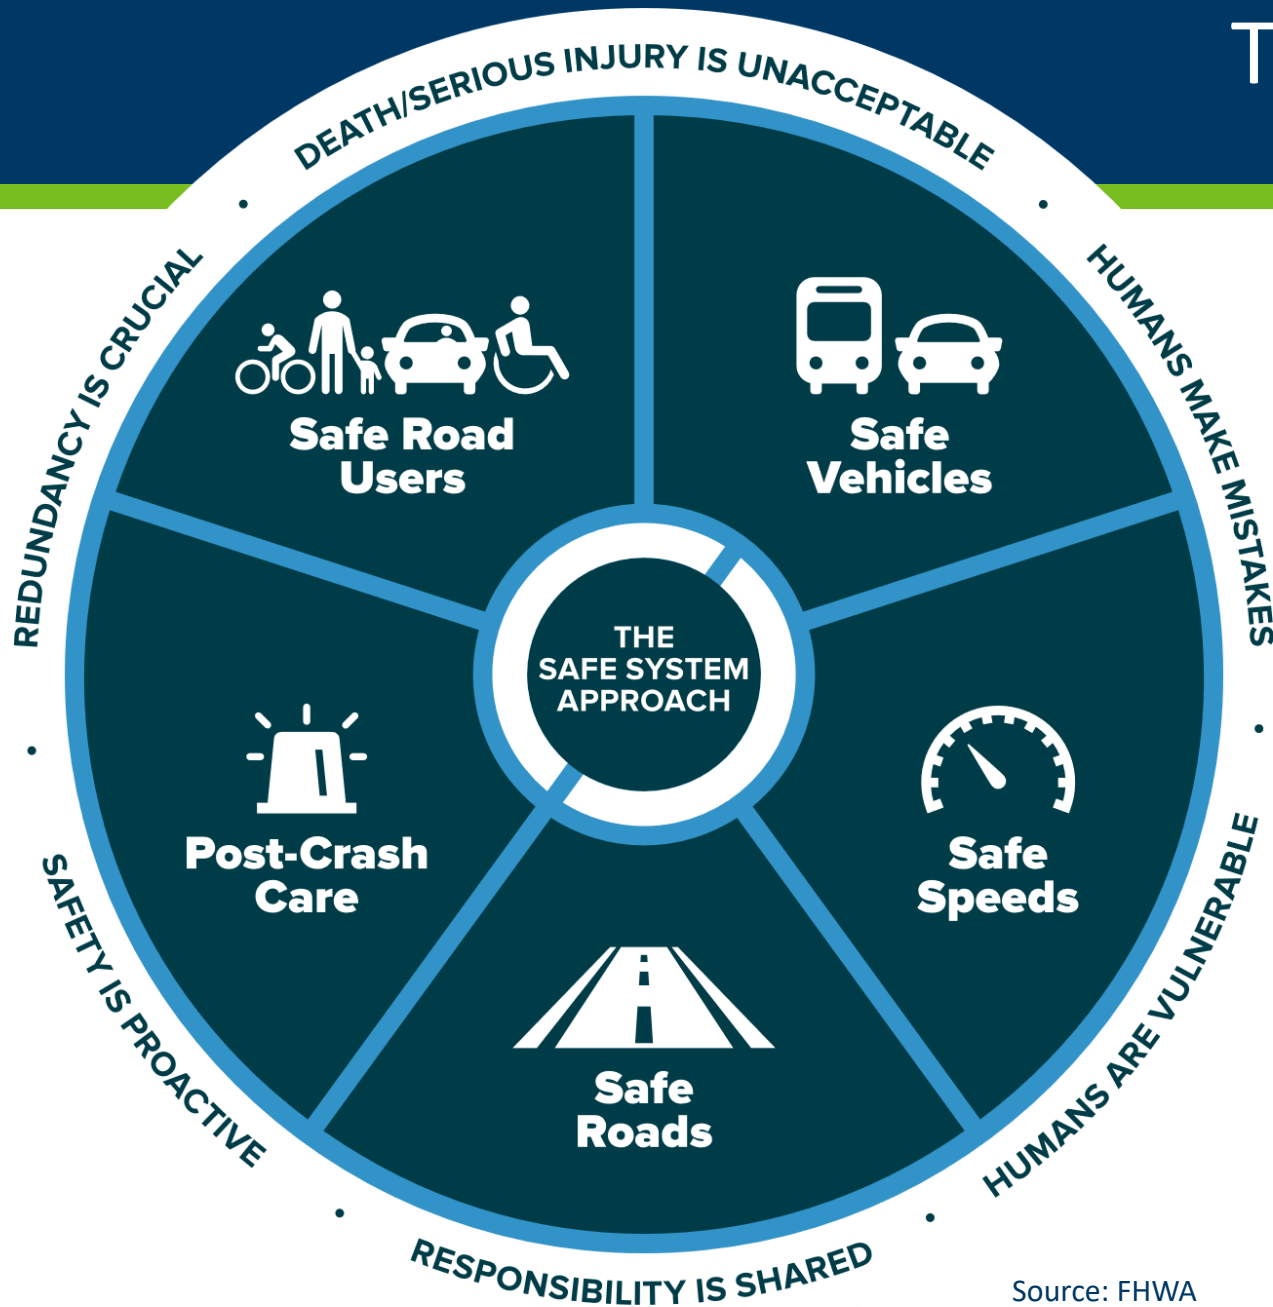 T
DEATH/SERIOUS INJURY IS UNACCEPTABLE
HUMANS MAKE MISTAKES
HUMANS ARE VULNERABLE
RESPONSIBILITY IS SHARED
SAFETY IS PROACTIVE
REDUNDANCY IS CRUCIAL
Safe Road
Users
Safe
Vehicles
THE
SAFE SYSTEM
APPROACH
Post-Crash
Care
Safe
Speeds
Safe
Roads
Source: FHWA